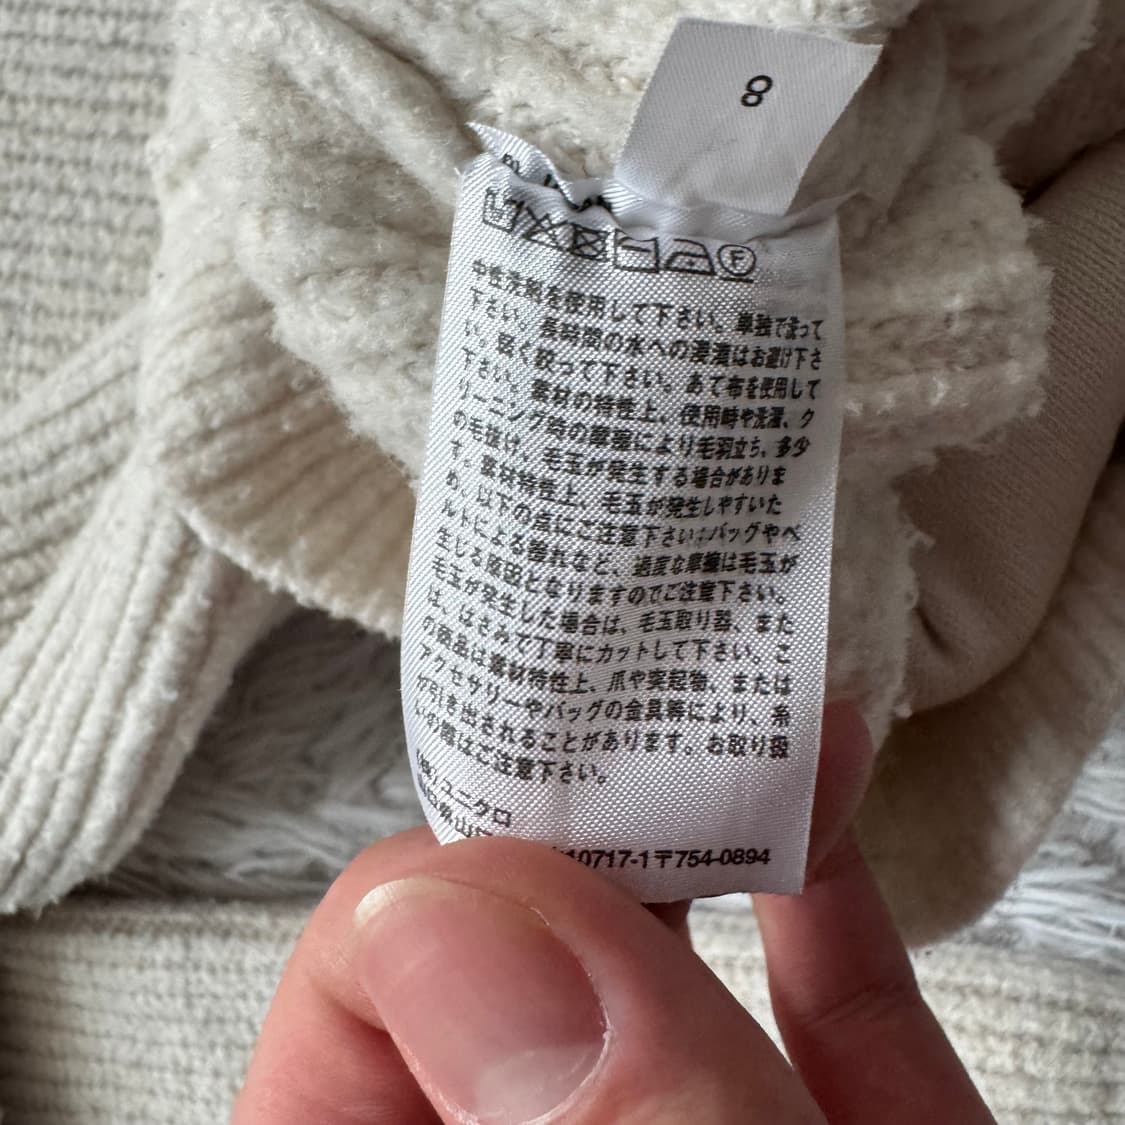 8
F
中性洗剤を使用して下さい。単独で洗って
下さい。長時間の水への浸漬はお避け下さ
い。軽く絞って下さい。あて布を使用して
下さい。素材の特性上、使用時や洗濯、ク
リーニング時の摩擦により毛羽立ち、多少
の毛抜け、毛玉が発生する場合がありま
す。素材特性上、毛玉が発生しやすいた
め、以下の点にご注意下さい:バッグやベ
ルトによる擦れなど、過度な摩擦は毛玉が
生じる原因となりますのでご注意下さい。
毛玉が発生した場合は、毛玉取り器、また
は、はさみで丁寧にカットして下さい。こ
の商品は素材特性上、爪や突起物、または
アクセサリーやバッグの金具等により、糸
が引き出されることがあります。お取り扱
いの際はご注意下さい。
(株)ユニクロ
山口
10717-1〒754-0894